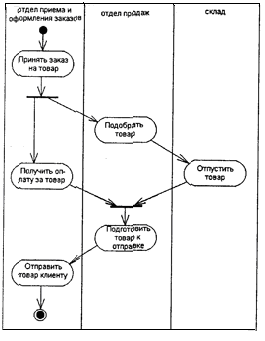 отдел приема и
оформления заказов
отдел продаж
склад
Принять заказ
на товар
Подобрать
товар
Получить оп-
лату за товар
Отпустить
товар
Подготовить
товар к
отправке
Отправить
товар клиенту